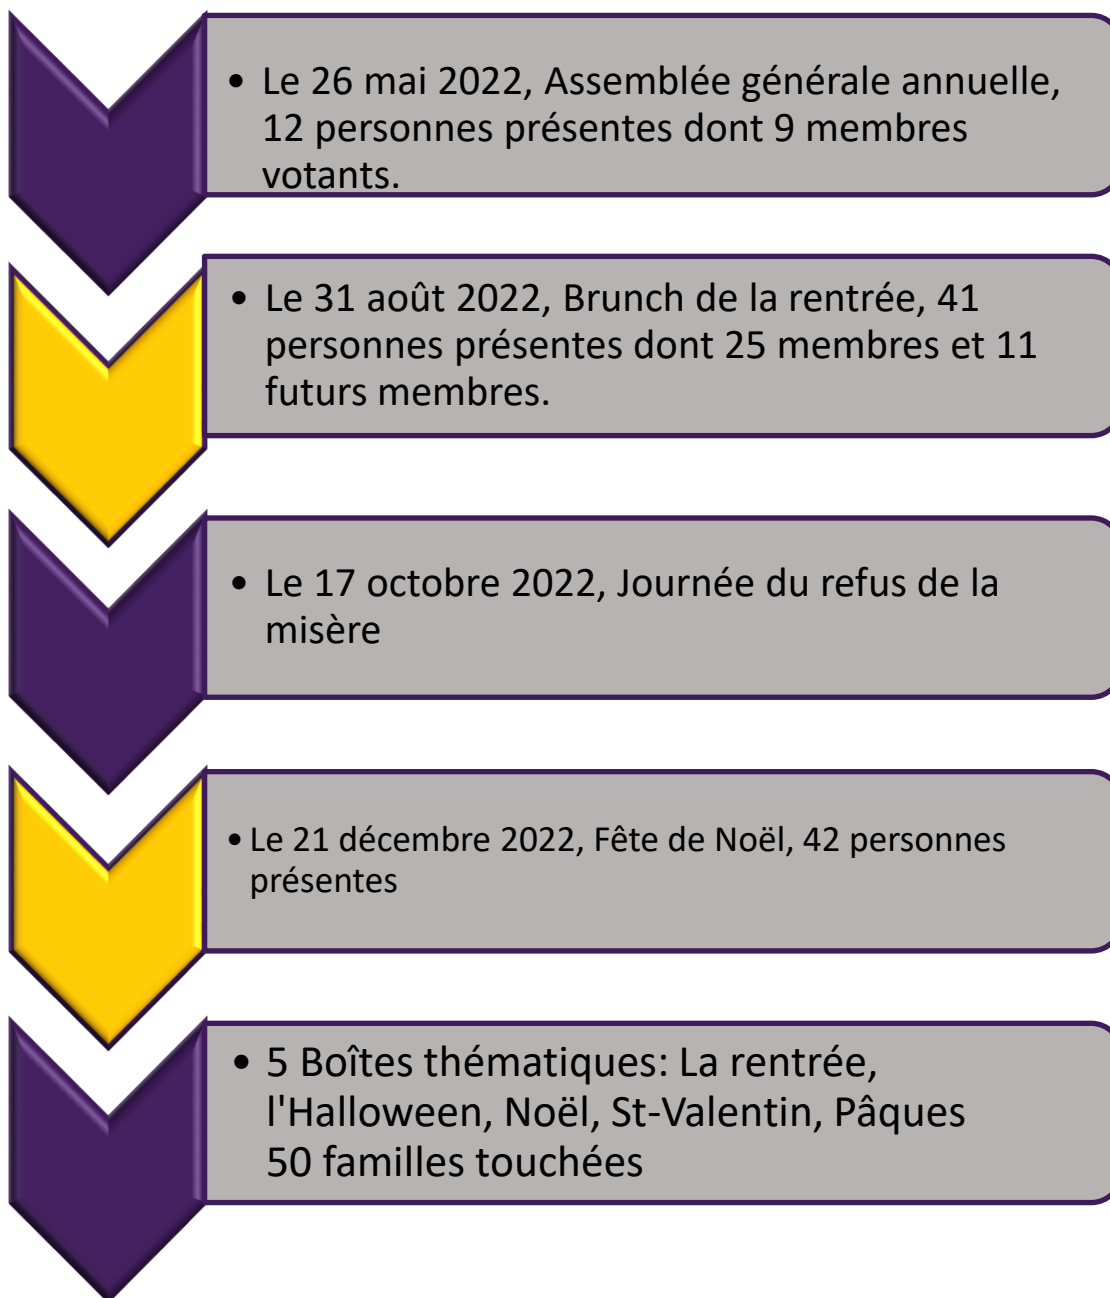 • Le 26 mai 2022, Assemblée générale annuelle,
12 personnes présentes dont 9 membres
votants.
• Le 31 août 2022, Brunch de la rentrée, 41
personnes présentes dont 25 membres et 11
futurs membres.
• Le 17 octobre 2022, Journée du refus de la
misère
• Le 21 décembre 2022, Fête de Noël, 42 personnes
présentes
• 5 Boîtes thématiques: La rentrée,
l'Halloween, Noël, St-Valentin, Pâques
50 familles touchées